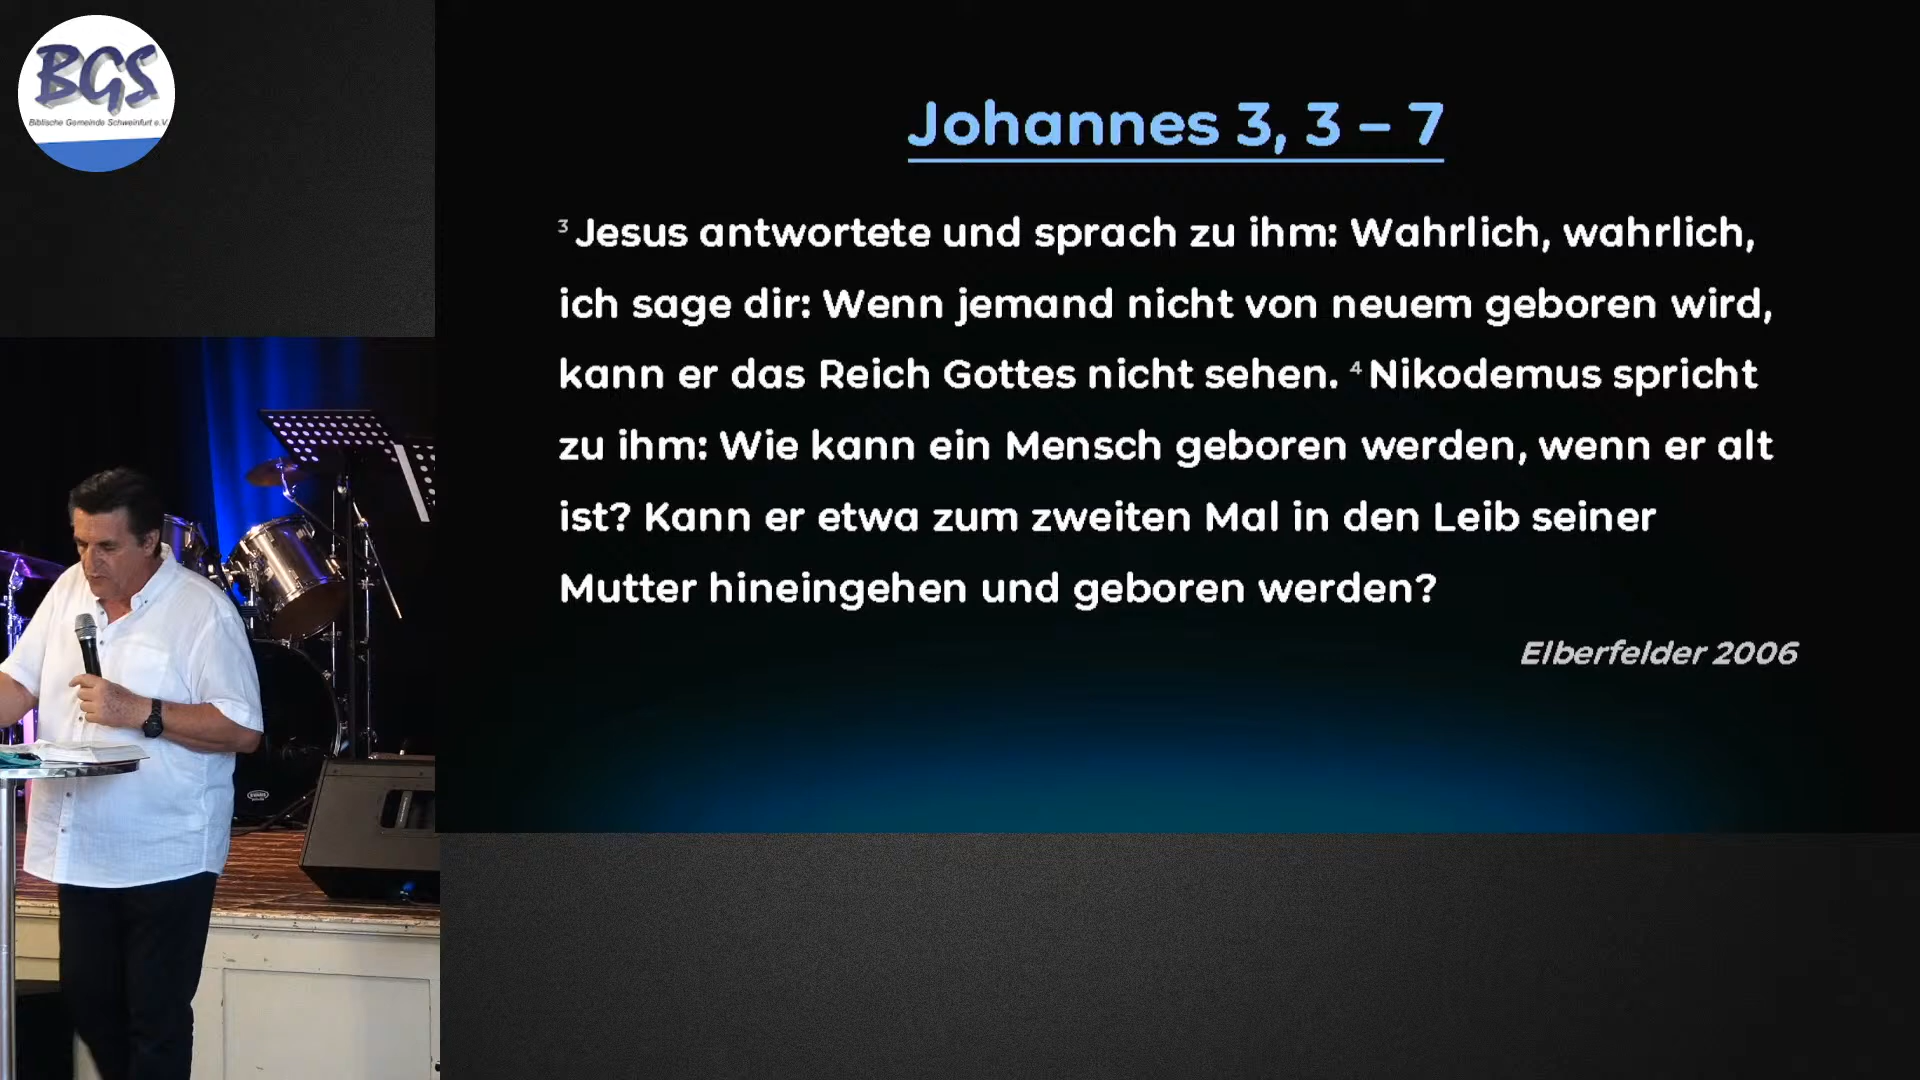 BGS
Biblische Gemeinde Schweinfurt e.V.
Johannes 3, 3 – 7
³ Jesus antwortete und sprach zu ihm: Wahrlich, wahrlich,
ich sage dir: Wenn jemand nicht von neuem geboren wird,
kann er das Reich Gottes nicht sehen. ⁴ Nikodemus spricht
zu ihm: Wie kann ein Mensch geboren werden, wenn er alt
ist? Kann er etwa zum zweiten Mal in den Leib seiner
Mutter hineingehen und geboren werden?
Elberfelder 2006